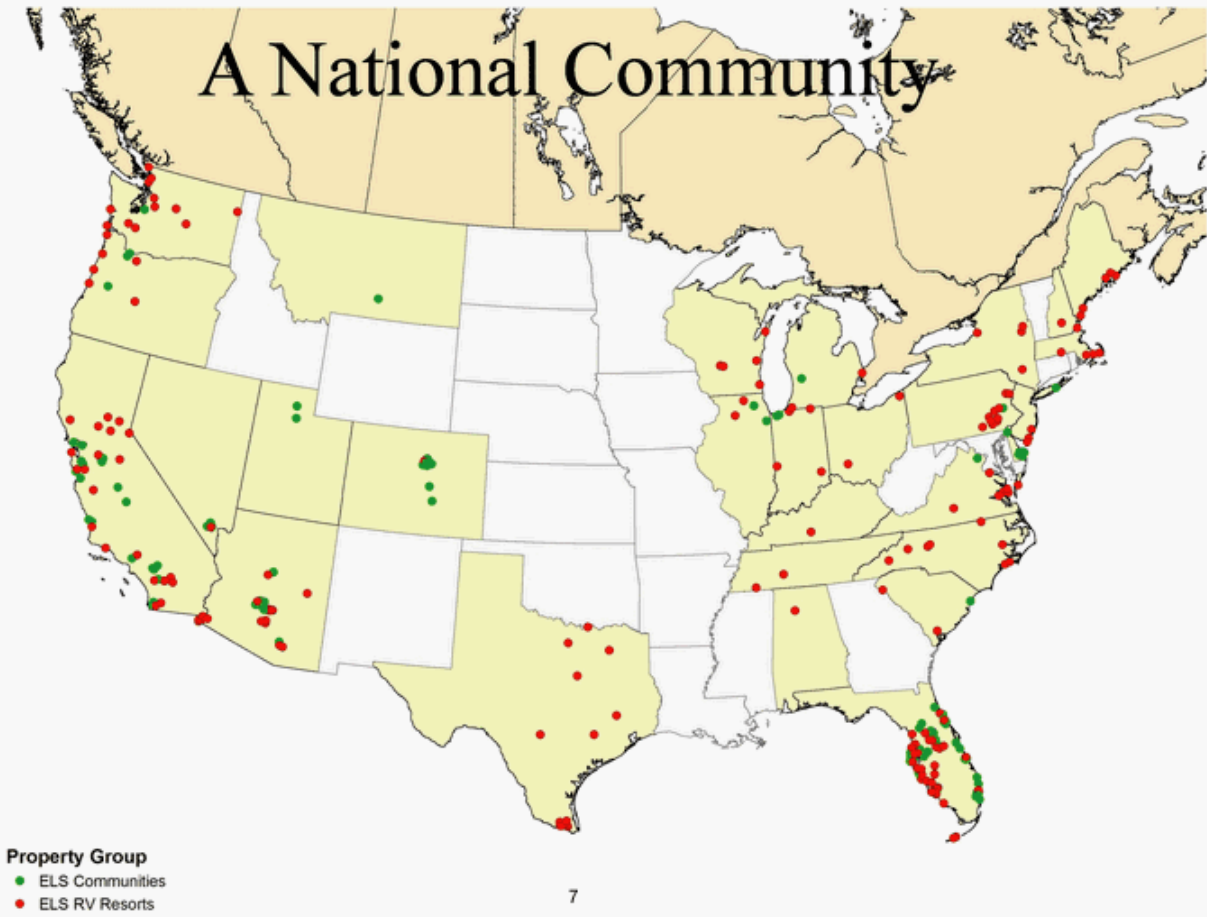 A National Community
Property Group
ELS Communities
ELS RV Resorts
7